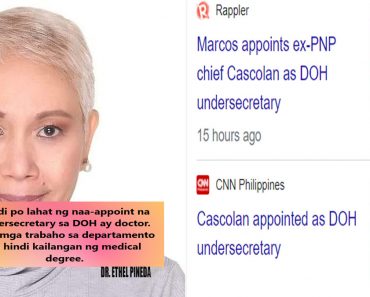 di po lahat ng naa-appoint na
ersecretary sa DOH ay doctor.
mga trabaho sa departamento
hindi kailangan ng medical
degree.
DR. ETHEL PINEDA
Rappler
Marcos appoints ex-PNP
chief Cascolan as DOH
undersecretary
15 hours ago
CNN Philippines
Cascolan appointed as DOH
undersecretary